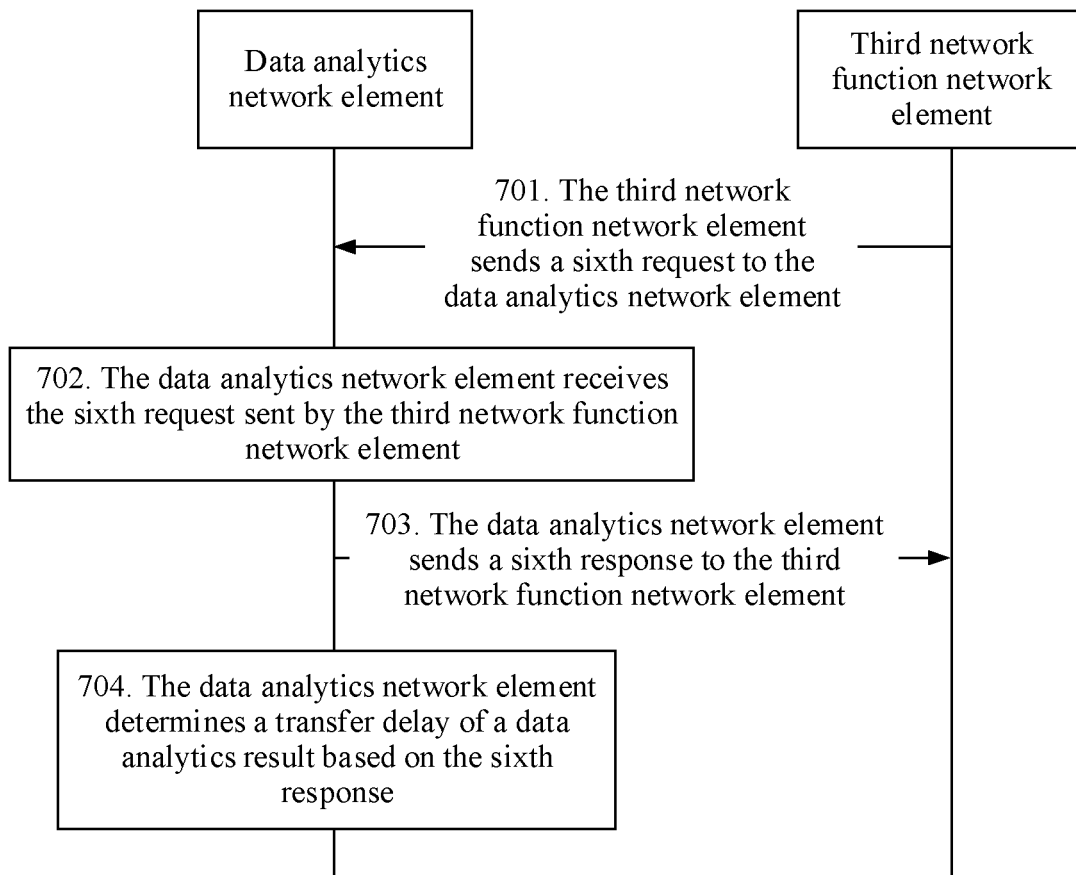 Data analytics
network element
Third network
function network
element
701. The third network
function network element
sends a sixth request to the
data analytics network element
702. The data analytics network element receives
the sixth request sent by the third network function
network element
703. The data analytics network element
sends a sixth response to the third
network function network element
704. The data analytics network element
determines a transfer delay of a data
analytics result based on the sixth
response